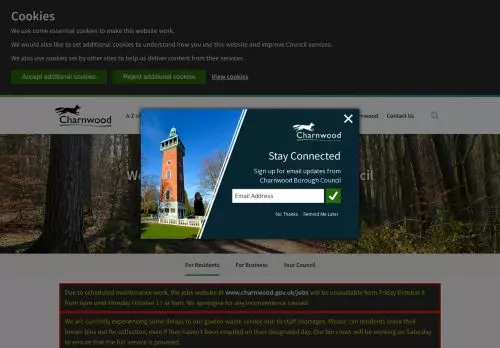 Cookies
We use some essential cookies to make this website work.
We would also like to set additional cookies to understand how you use this website and improve Council services.
We also use cookies set by other sites to help us deliver content from their services.
Accept additional cookies
Reject additional cookies
View cookies
Charnwood
A-Z of
Contact Us
Charnwood
Stay Connected
Sign up for email updates from
Charnwood Borough Council
Email Address
No Thanks
Remind Me Later
For Residents
For Business
Your Council
Due to scheduled maintenance work, the jobs website at www.charnwood.gov.uk/jobs will be unavailable from Friday October 8
from 6pm until Monday October 11 at 9am. We apologise for any inconvenience caused.
We are currently experiencing some delays to our garden waste service due to staff shortages. Please can residents leave their
brown bins out for collection, even if they haven't been emptied on their designated day. Our bin crews will be working on Saturday
to ensure that the full service is provided.